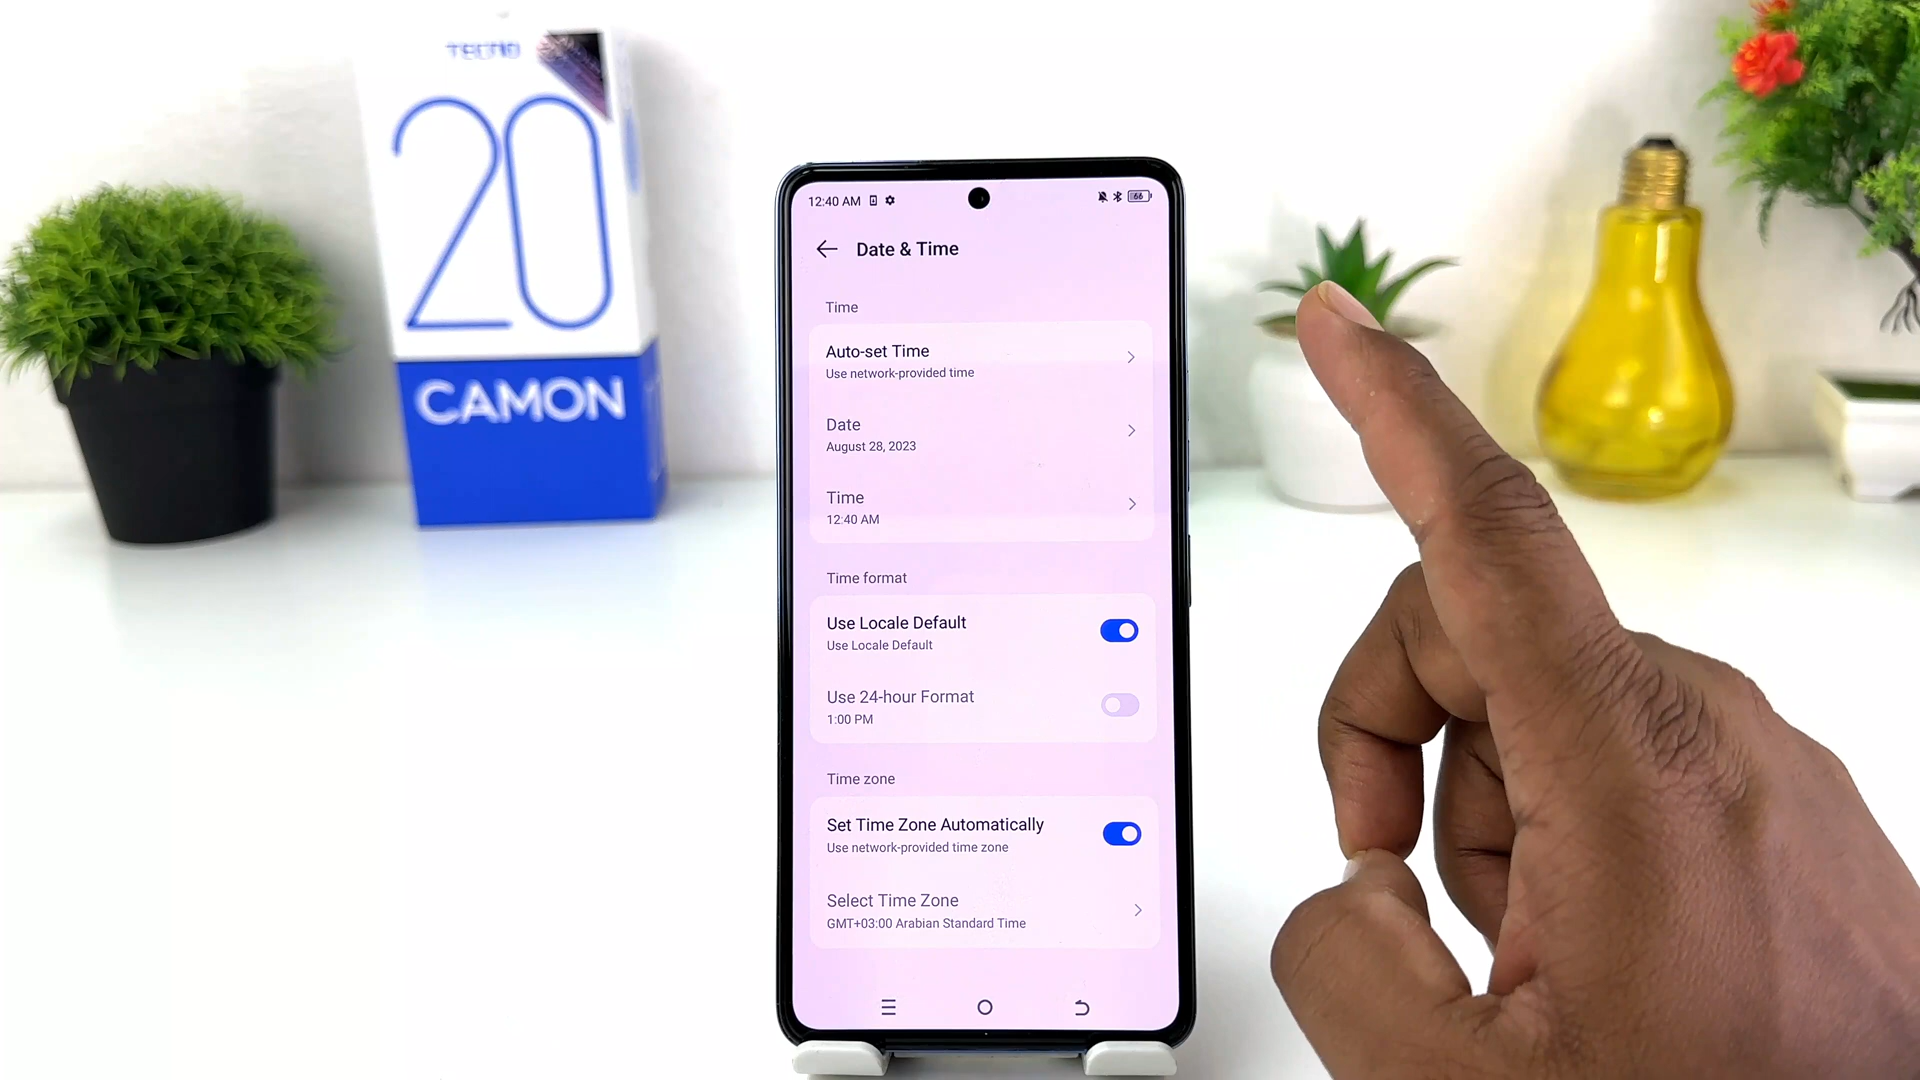 TECNO
20
CAMON
12:40 AM
66
Date & Time
Time
Auto-set Time
Use network-provided time
Date
August 28, 2023
Time
12:40 AM
Time format
Use Locale Default
Use Locale Default
Use 24-hour Format
1:00 PM
Time zone
Set Time Zone Automatically
Use network-provided time zone
Select Time Zone
GMT+03:00 Arabian Standard Time